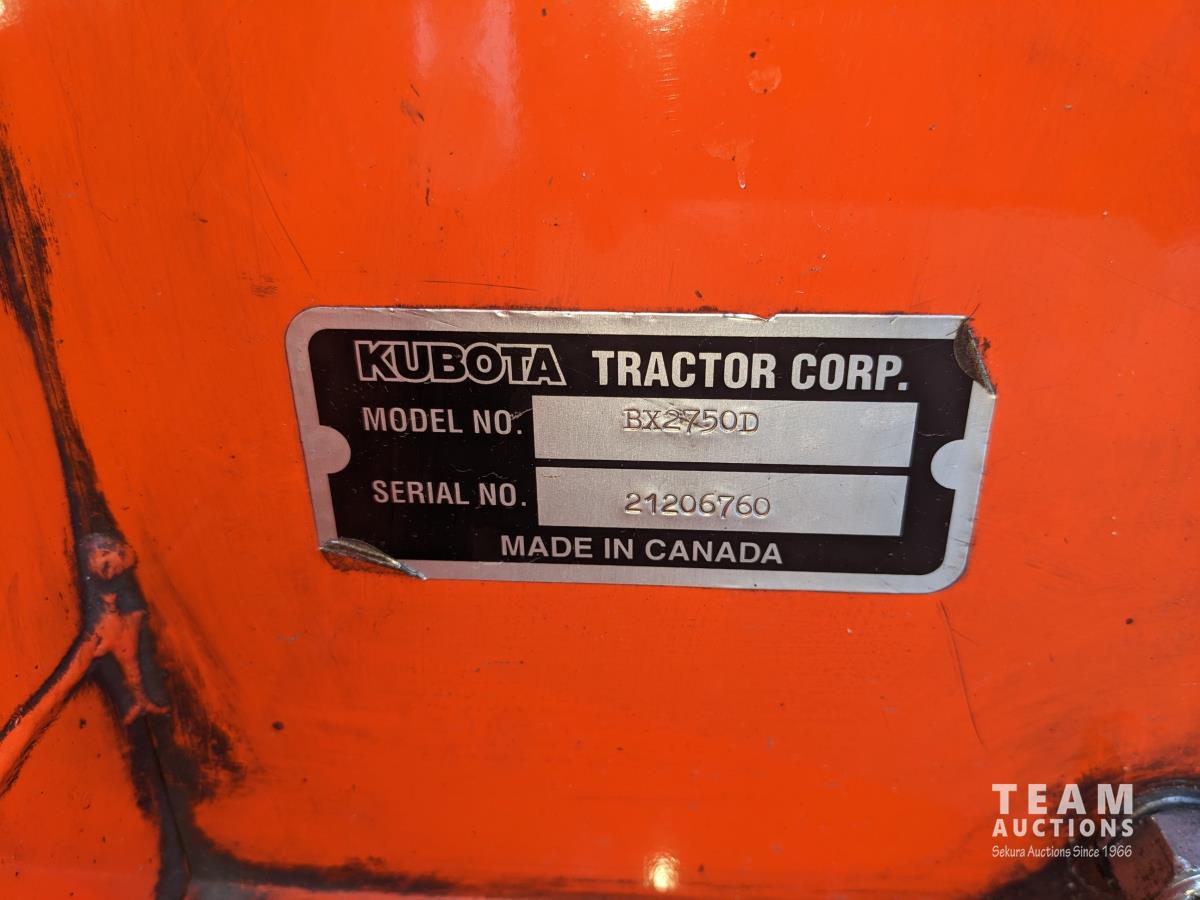 KUBOTA TRACTOR CORP.
MODEL NO. BX2750D
SERIAL NO. 21206760
MADE IN CANADA
TEAM
AUCTIONS
Sekura Auctions Since 1966